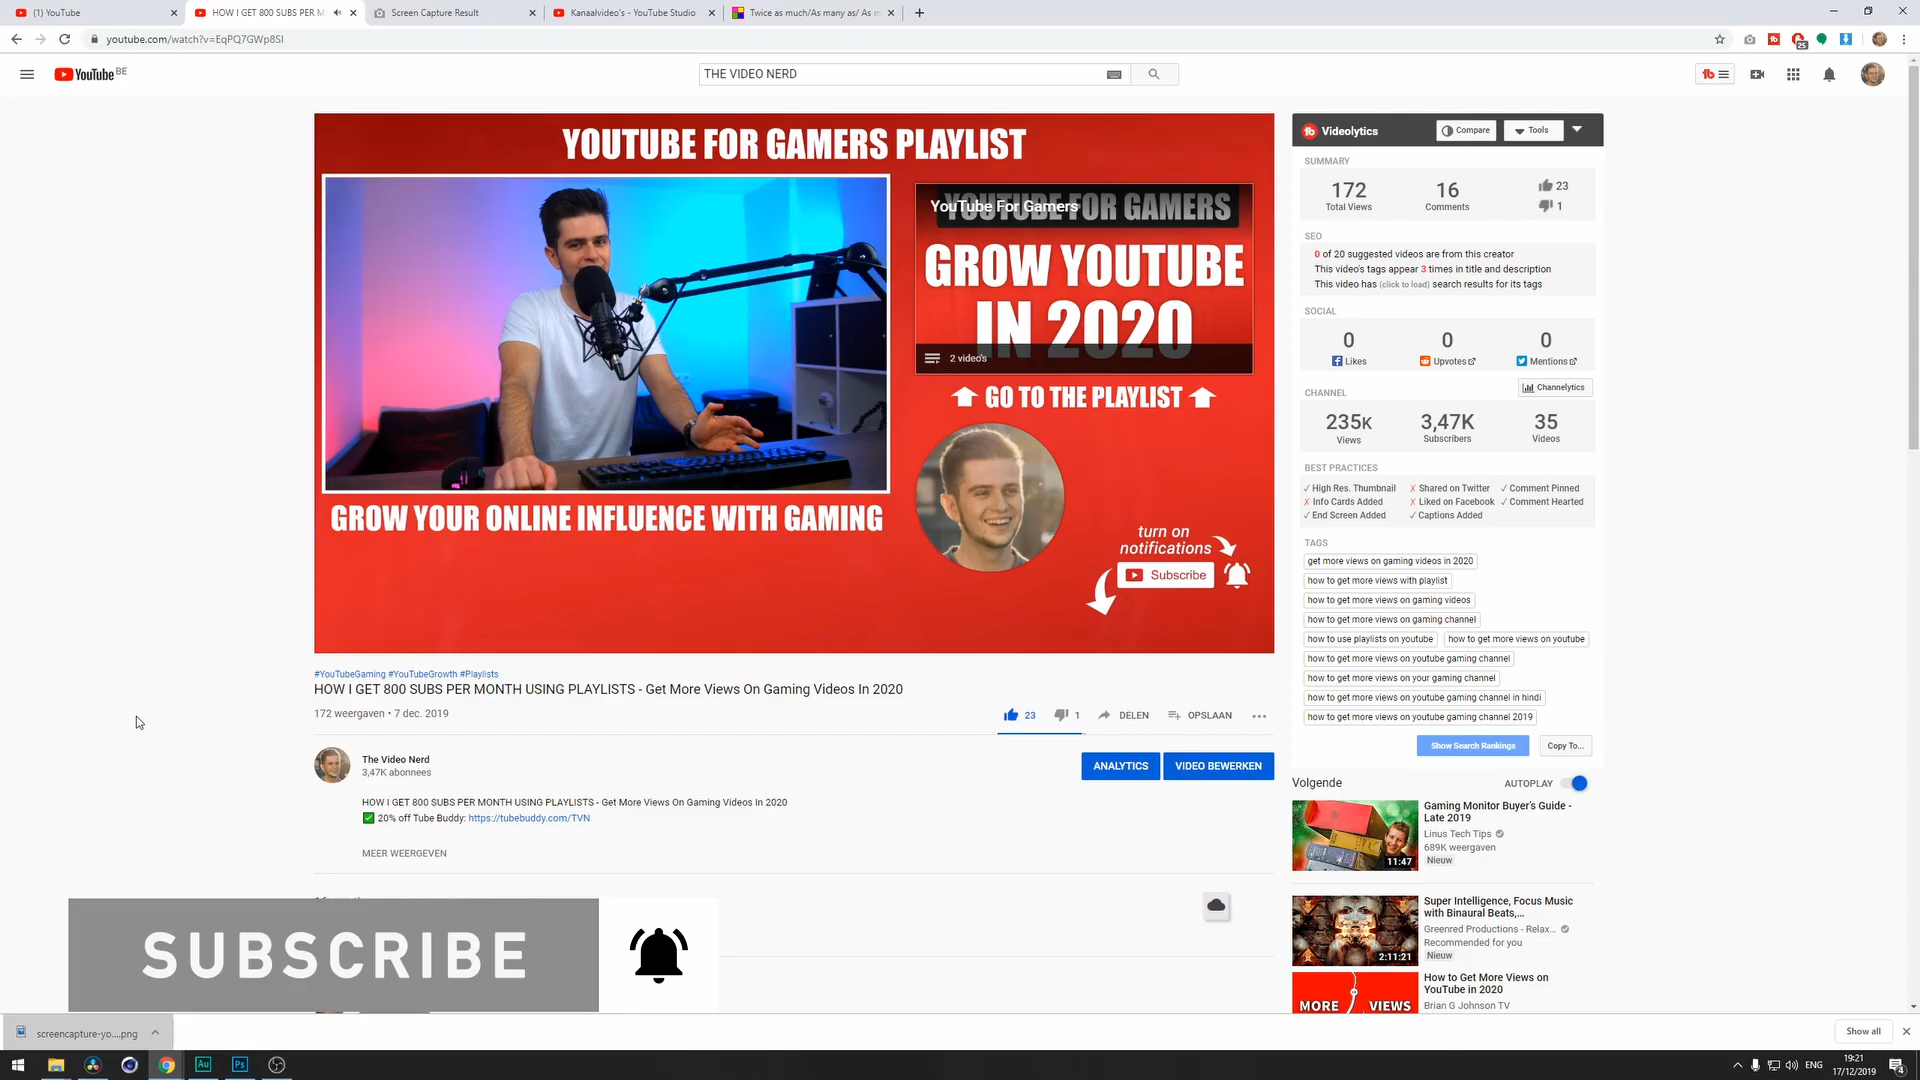 (1) YouTube
HOW I GET 800 SUBS PER M
Screen Capture Result
Kanaalvideo's - YouTube Studio
Twice as much/As many as/ As m
youtube.com/watch?v=EqPQ7GWp8SI
25
YouTube BE
THE VIDEO NERD
YOUTUBE FOR GAMERS PLAYLIST
YouTube For Gamers
YOUTUBE FOR GAMERS
GROW YOUTUBE
IN 2020
2 video's
GO TO THE PLAYLIST
GROW YOUR ONLINE INFLUENCE WITH GAMING
turn on
notifications
Subscribe
#YouTubeGaming #YouTubeGrowth #Playlists
HOW I GET 800 SUBS PER MONTH USING PLAYLISTS - Get More Views On Gaming Videos In 2020
172 weergaven • 7 dec. 2019
23
1
DELEN
OPSLAAN
The Video Nerd
3,47K abonnees
ANALYTICS
VIDEO BEWERKEN
HOW I GET 800 SUBS PER MONTH USING PLAYLISTS - Get More Views On Gaming Videos In 2020
20% off Tube Buddy: https://tubebuddy.com/TVN
MEER WEERGEVEN
SUBSCRIBE
tb Videolytics
Compare
Tools
SUMMARY
172
16
23
Total Views
Comments
1
SEO
0 of 20 suggested videos are from this creator
This video's tags appear 3 times in title and description
This video has (click to load) search results for its tags
SOCIAL
0
0
0
Likes
Upvotes
Mentions
CHANNEL
Channelytics
235K
3,47K
35
Views
Subscribers
Videos
BEST PRACTICES
✓ High Res. Thumbnail
✗ Shared on Twitter
✓ Comment Pinned
✗ Info Cards Added
✗ Liked on Facebook
✓ Comment Hearted
✓ End Screen Added
✓ Captions Added
TAGS
get more views on gaming videos in 2020
how to get more views with playlist
how to get more views on gaming videos
how to get more views on gaming channel
how to use playlists on youtube
how to get more views on youtube
how to get more views on youtube gaming channel
how to get more views on your gaming channel
how to get more views on youtube gaming channel in hindi
how to get more views on youtube gaming channel 2019
Show Search Rankings
Copy To...
Volgende
AUTOPLAY
Gaming Monitor Buyer's Guide -
Late 2019
Linus Tech Tips
689K weergaven
Nieuw
11:47
Super Intelligence, Focus Music
with Binaural Beats,...
Greenred Productions - Relax...
Recommended for you
Nieuw
2:11:21
How to Get More Views on
YouTube in 2020
Brian G Johnson TV
MORE VIEWS
screencapture-yo....png
Show all
Au
Ps
ENG
19:21
17/12/2019
4